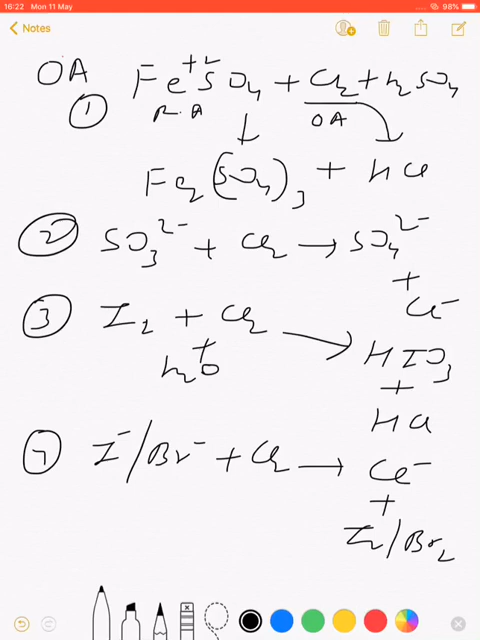 16:22 Mon 11 May 98%
Notes
OA Fe⁺²SO₄ + Cl₂ + H₂SO₄
① R.A OA
↓
Fe₂(SO₄)₃ + HCl
② SO₃²⁻ + Cl₂ → SO₄²⁻
+
Cl⁻
③ I₂ + Cl₂ → HIO₃
+ H₂O
+
HCl
④ I⁻/Br⁻ + Cl₂ → Cl⁻
+
I₂/Br₂